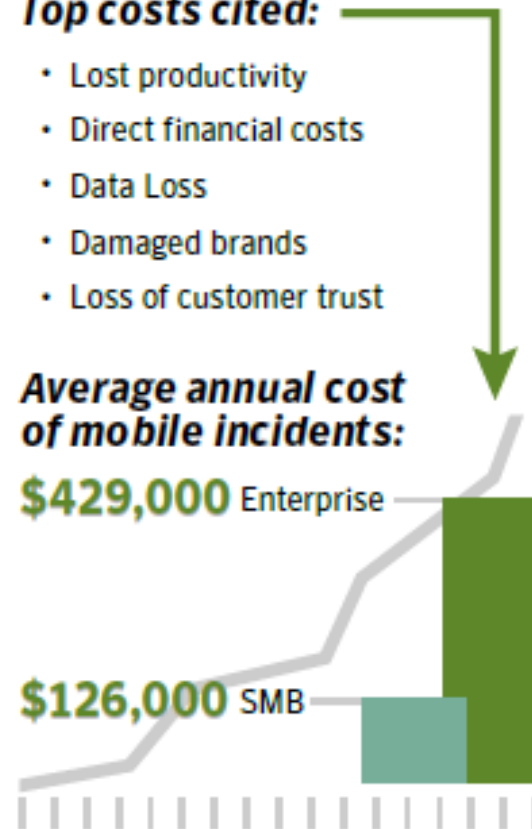 Top costs cited:
• Lost productivity
• Direct financial costs
• Data Loss
• Damaged brands
• Loss of customer trust
Average annual cost
of mobile incidents:
$429,000 Enterprise
$126,000 SMB